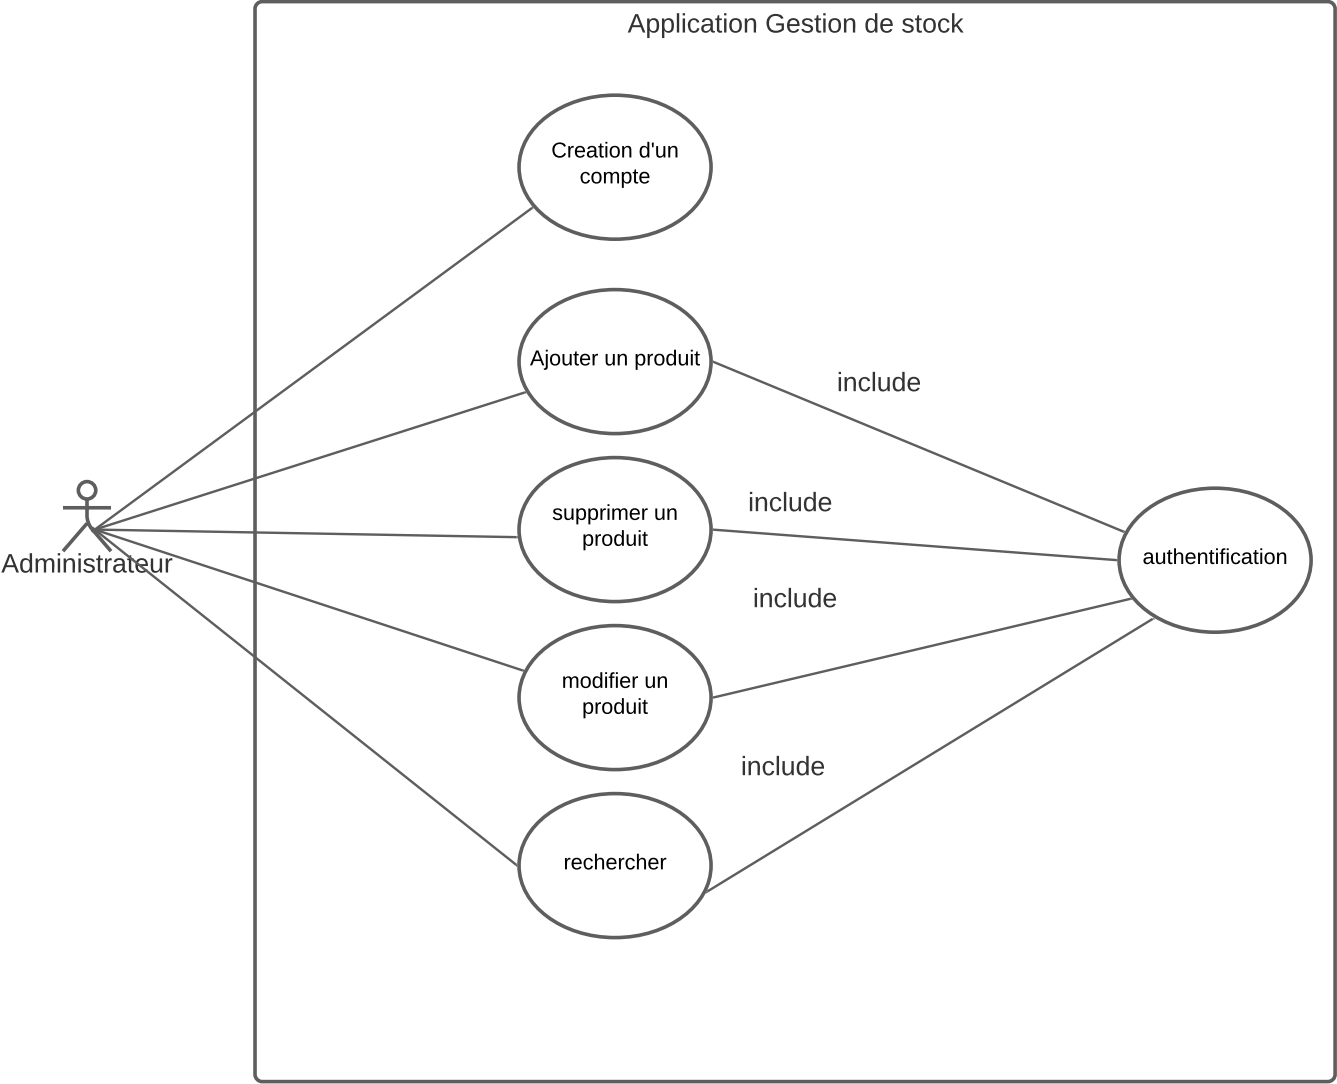 Application Gestion de stock
Creation d'un
compte
Ajouter un produit
include
supprimer un
produit
include
Administrateur
authentification
include
modifier un
produit
include
rechercher